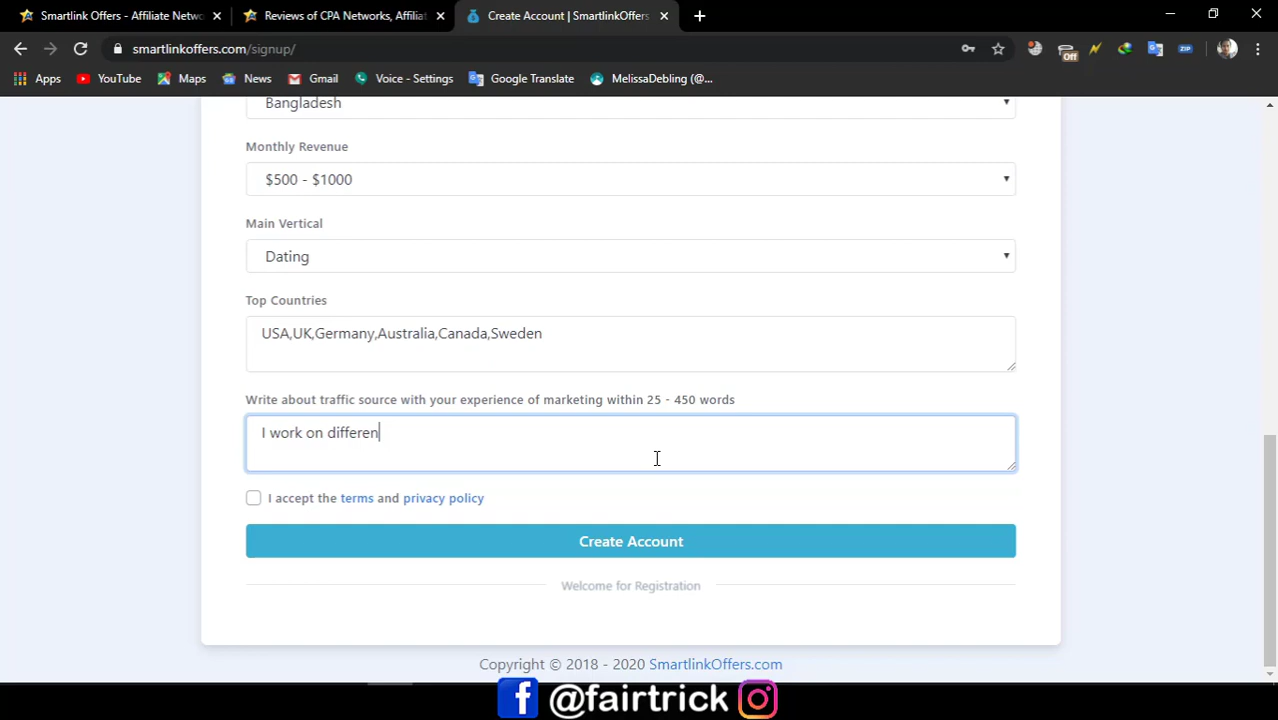 Smartlink Offers - Affiliate Netwo
Reviews of CPA Networks, Affiliat
Create Account | SmartlinkOffers
smartlinkoffers.com/signup/
Off
ZIP
Apps
YouTube
Maps
News
Gmail
Voice - Settings
Google Translate
MelissaDebling (@...
Bangladesh
Monthly Revenue
$500 - $1000
Main Vertical
Dating
Top Countries
USA,UK,Germany,Australia,Canada,Sweden
Write about traffic source with your experience of marketing within 25 - 450 words
I work on differen
I accept the terms and privacy policy
Create Account
Welcome for Registration
Copyright © 2018 - 2020 SmartlinkOffers.com
@fairtrick